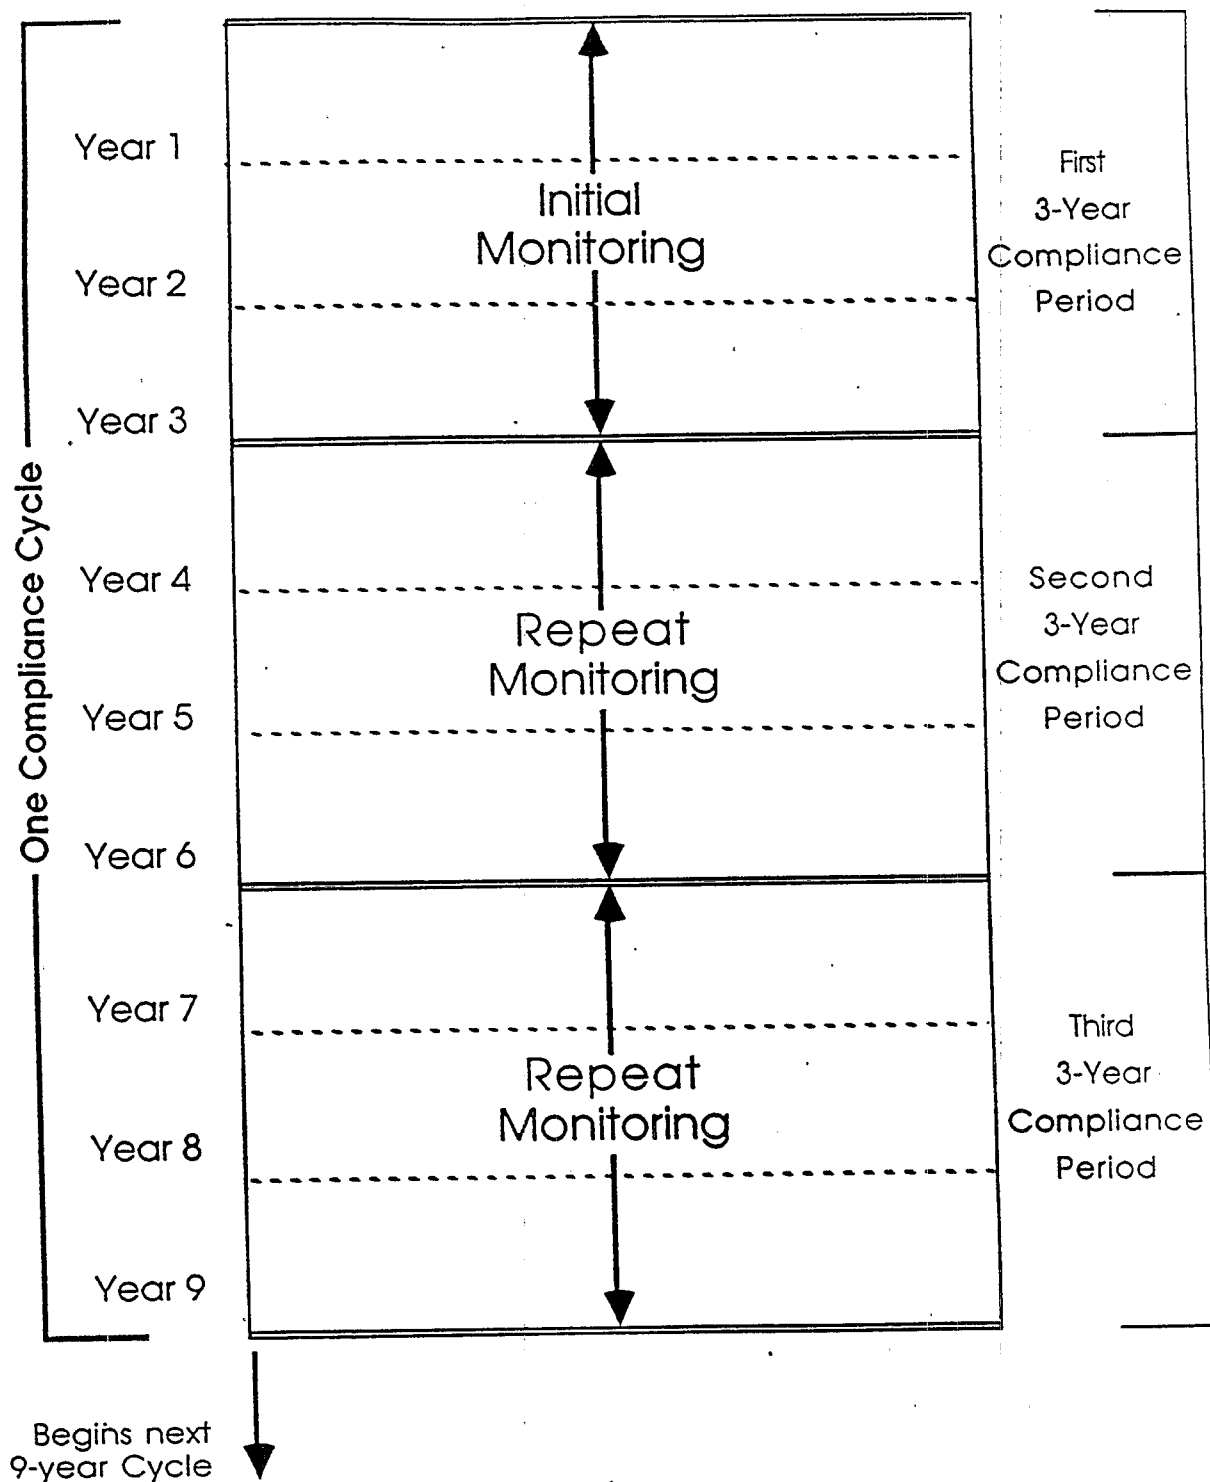 One Compliance Cycle
Year 1
Year 2
Year 3
Year 4
Year 5
Year 6
Year 7
Year 8
Year 9
Initial
Monitoring
Repeat
Monitoring
Repeat
Monitoring
First
3-Year
Compliance
Period
Second
3-Year
Compliance
Period
Third
3-Year
Compliance
Period
Begins next
9-year Cycle